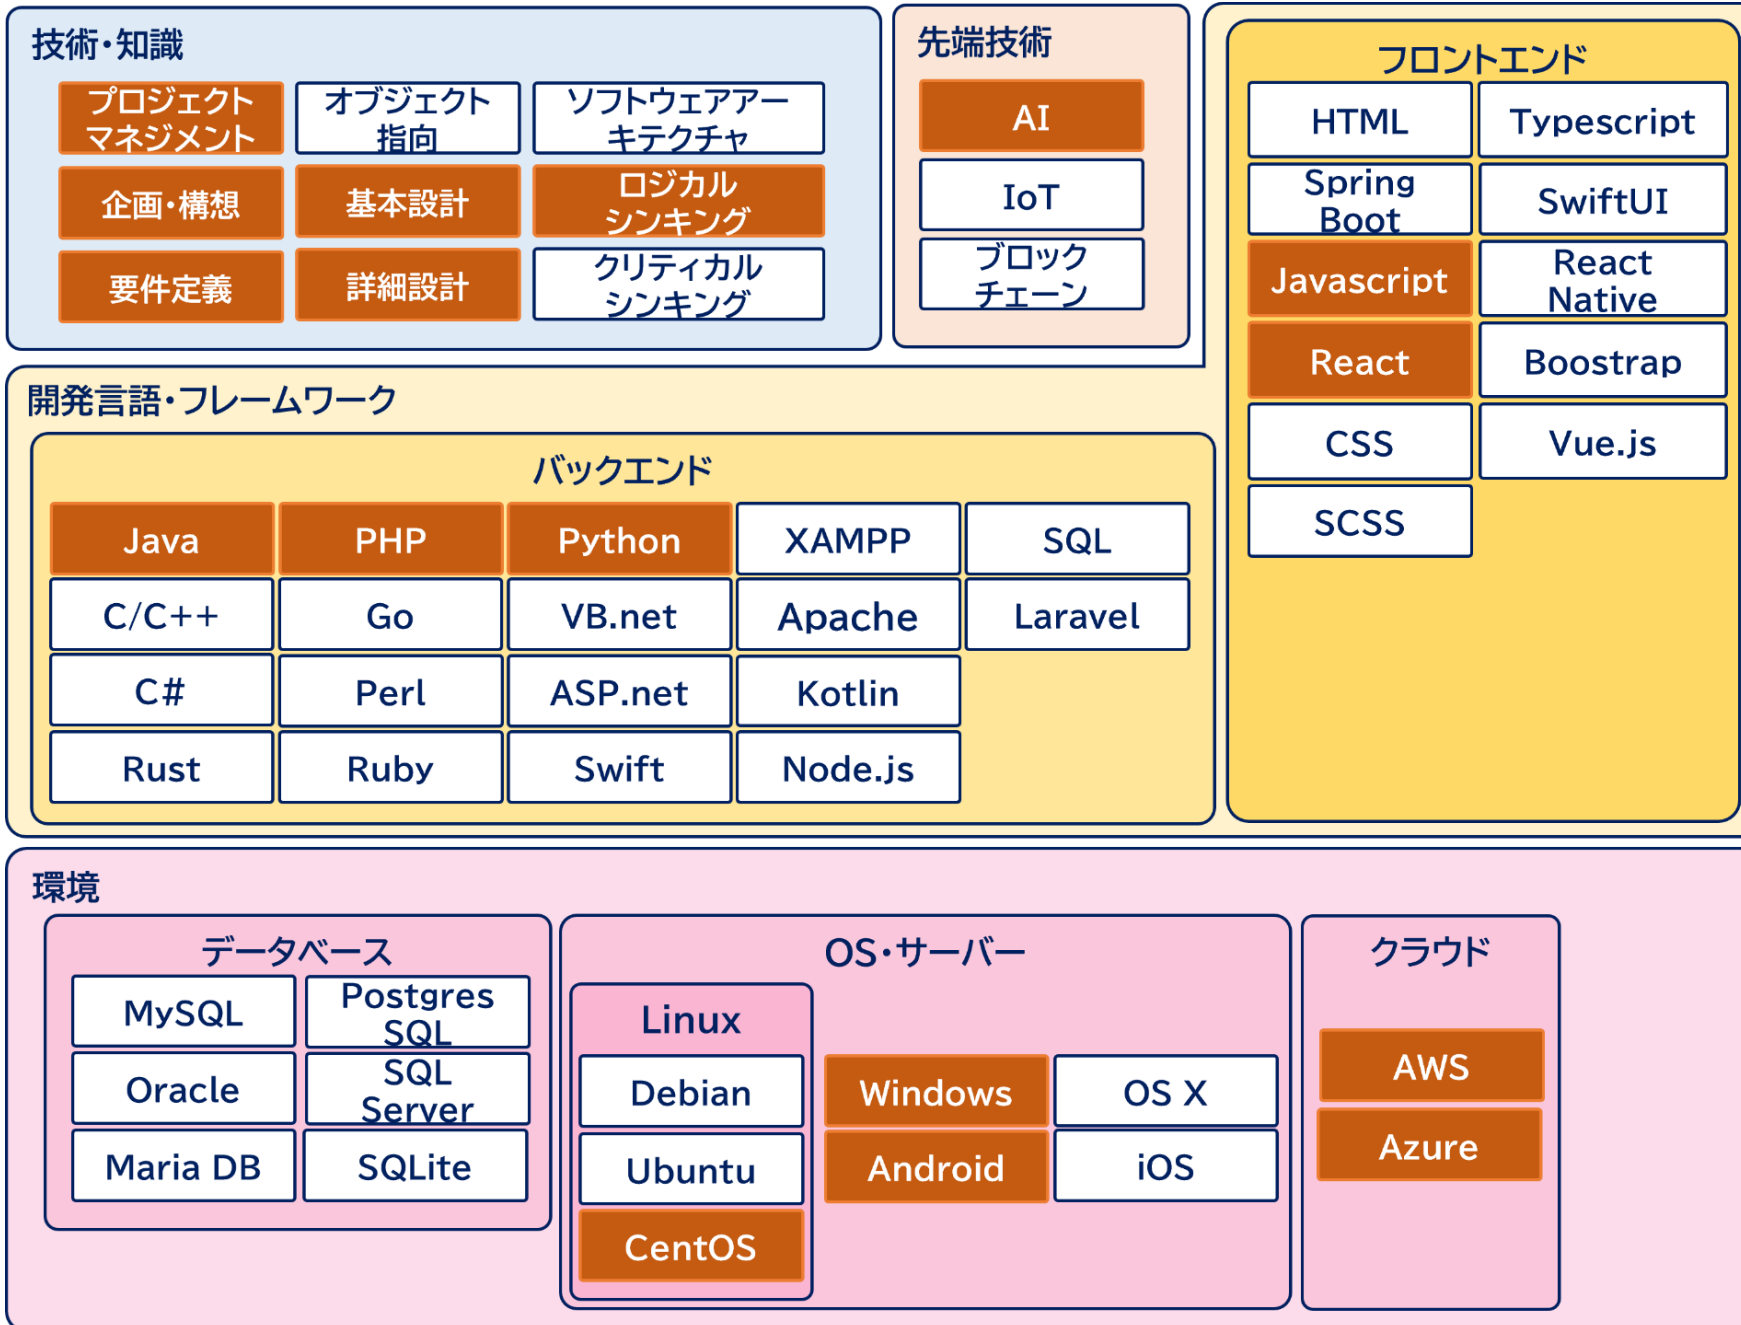 技術・知識
プロジェクト
マネジメント
オブジェクト
指向
ソフトウェアアー
キテクチャ
企画・構想
基本設計
ロジカル
シンキング
要件定義
詳細設計
クリティカル
シンキング
先端技術
AI
IoT
ブロック
チェーン
フロントエンド
HTML
Typescript
Spring
Boot
SwiftUI
Javascript
React
Native
React
Boostrap
CSS
Vue.js
SCSS
開発言語・フレームワーク
バックエンド
Java
PHP
Python
XAMPP
SQL
C/C++
Go
VB.net
Apache
Laravel
C#
Perl
ASP.net
Kotlin
Rust
Ruby
Swift
Node.js
環境
データベース
MySQL
Postgres
SQL
Oracle
SQL
Server
Maria DB
SQLite
OS・サーバー
Linux
Debian
Ubuntu
CentOS
Windows
OS X
Android
iOS
クラウド
AWS
Azure